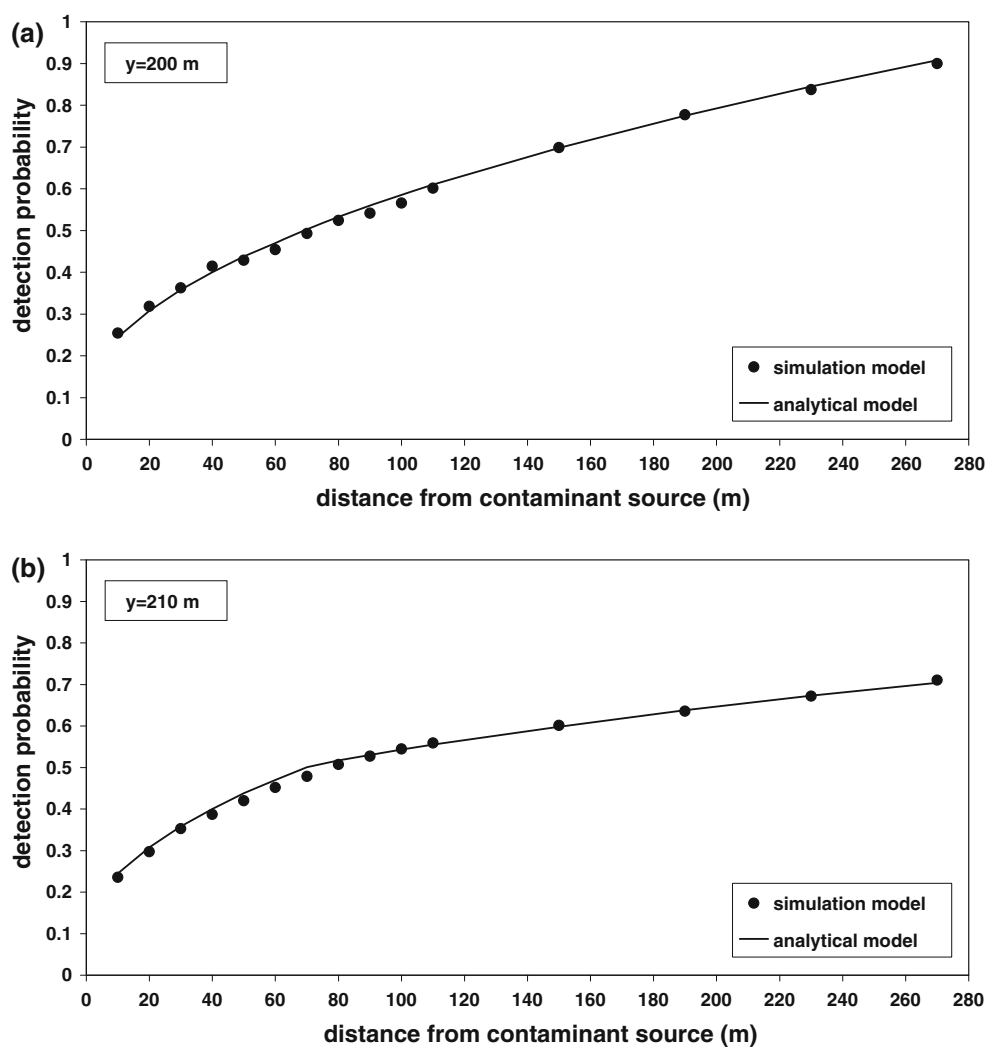 (a)
y=200 m
detection probability
1
0.9
0.8
0.7
0.6
0.5
0.4
0.3
0.2
0.1
0
simulation model
analytical model
0 20 40 60 80 100 120 140 160 180 200 220 240 260 280
distance from contaminant source (m)
(b)
y=210 m
detection probability
1
0.9
0.8
0.7
0.6
0.5
0.4
0.3
0.2
0.1
0
simulation model
analytical model
0 20 40 60 80 100 120 140 160 180 200 220 240 260 280
distance from contaminant source (m)